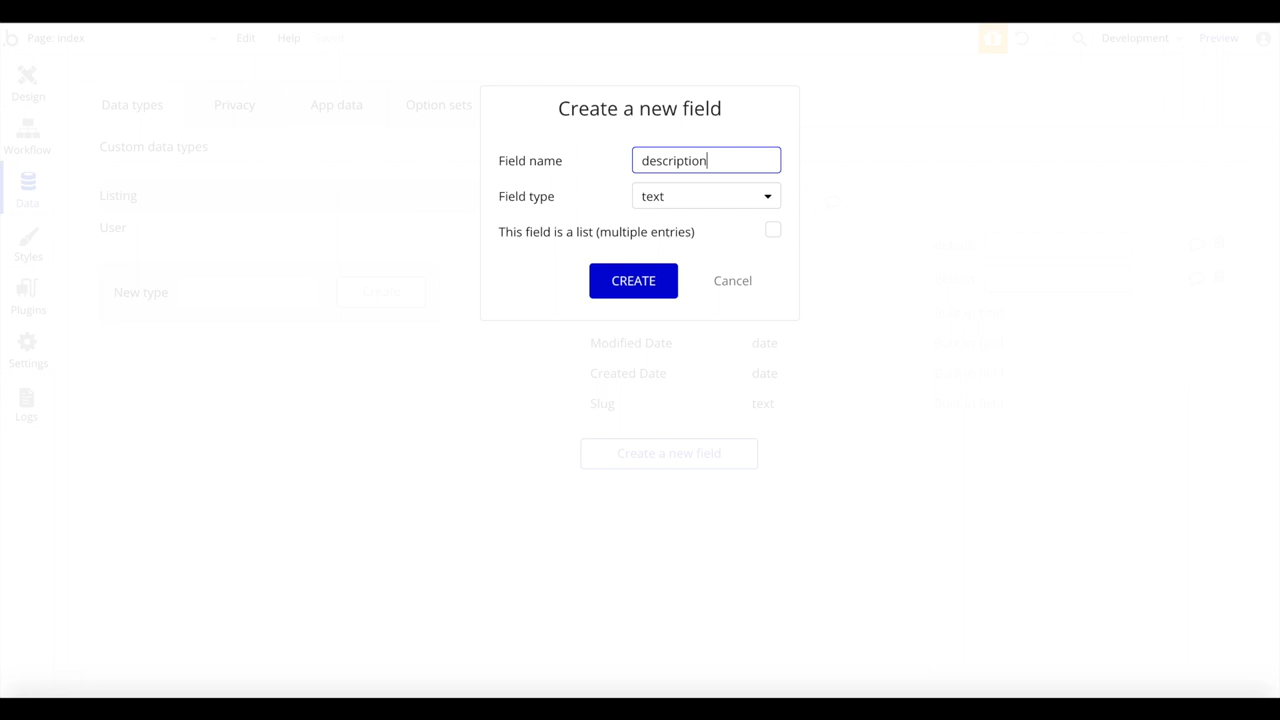 Page: Index Edit Help Development Preview
Design
Workflow
Data
Styles
Plugins
Settings
Logs
Data types Privacy App data Option sets
Custom data types
Listing
User
New type
Create a new field
Field name description
Field type text
This field is a list (multiple entries)
CREATE Cancel
Modified Date date
Created Date date
Slug text
Create a new field